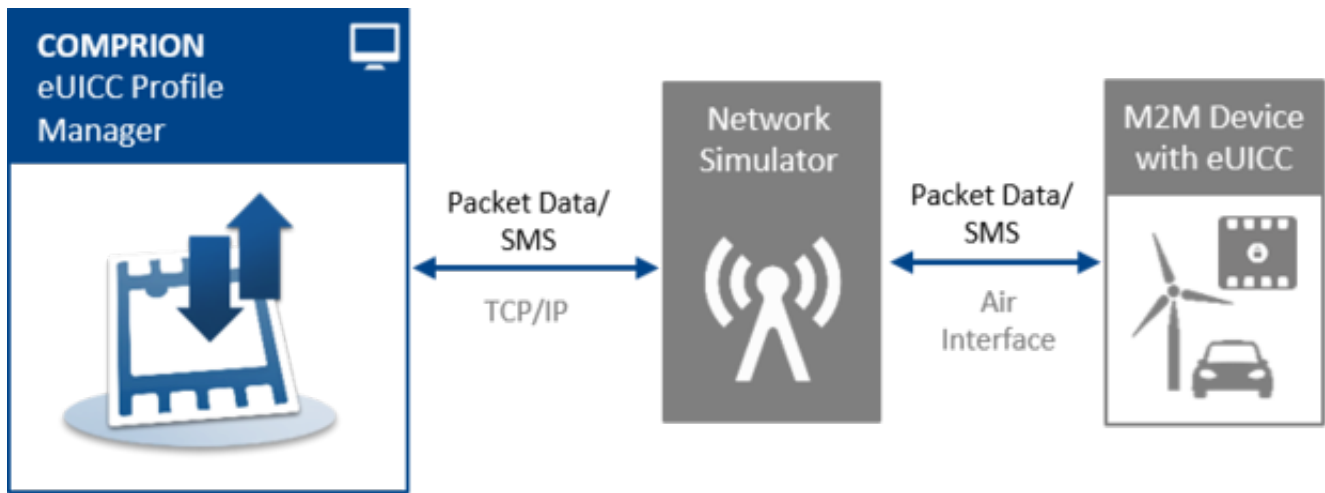 COMPRION
eUICC Profile
Manager
Packet Data/
SMS
TCP/IP
Network
Simulator
Packet Data/
SMS
Air
Interface
M2M Device
with eUICC